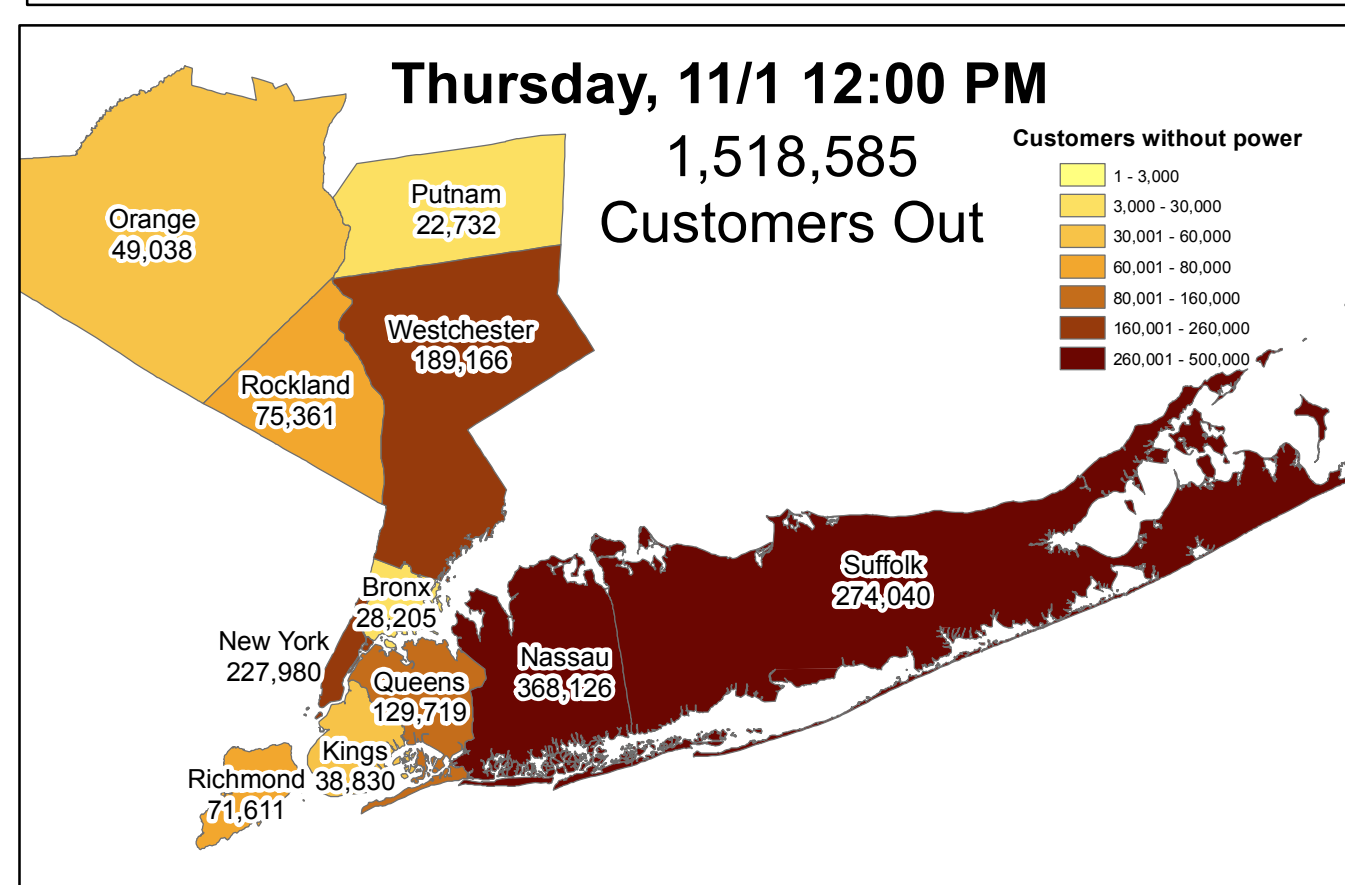 Thursday, 11/1 12:00 PM
1,518,585
Customers Out
Customers without power
1 - 3,000
3,000 - 30,000
30,001 - 60,000
60,001 - 80,000
80,001 - 160,000
160,001 - 260,000
260,001 - 500,000
Orange
49,038
Putnam
22,732
Westchester
189,166
Rockland
75,361
Bronx
28,205
New York
227,980
Queens
129,719
Nassau
368,126
Suffolk
274,040
Kings
38,830
Richmond
71,611